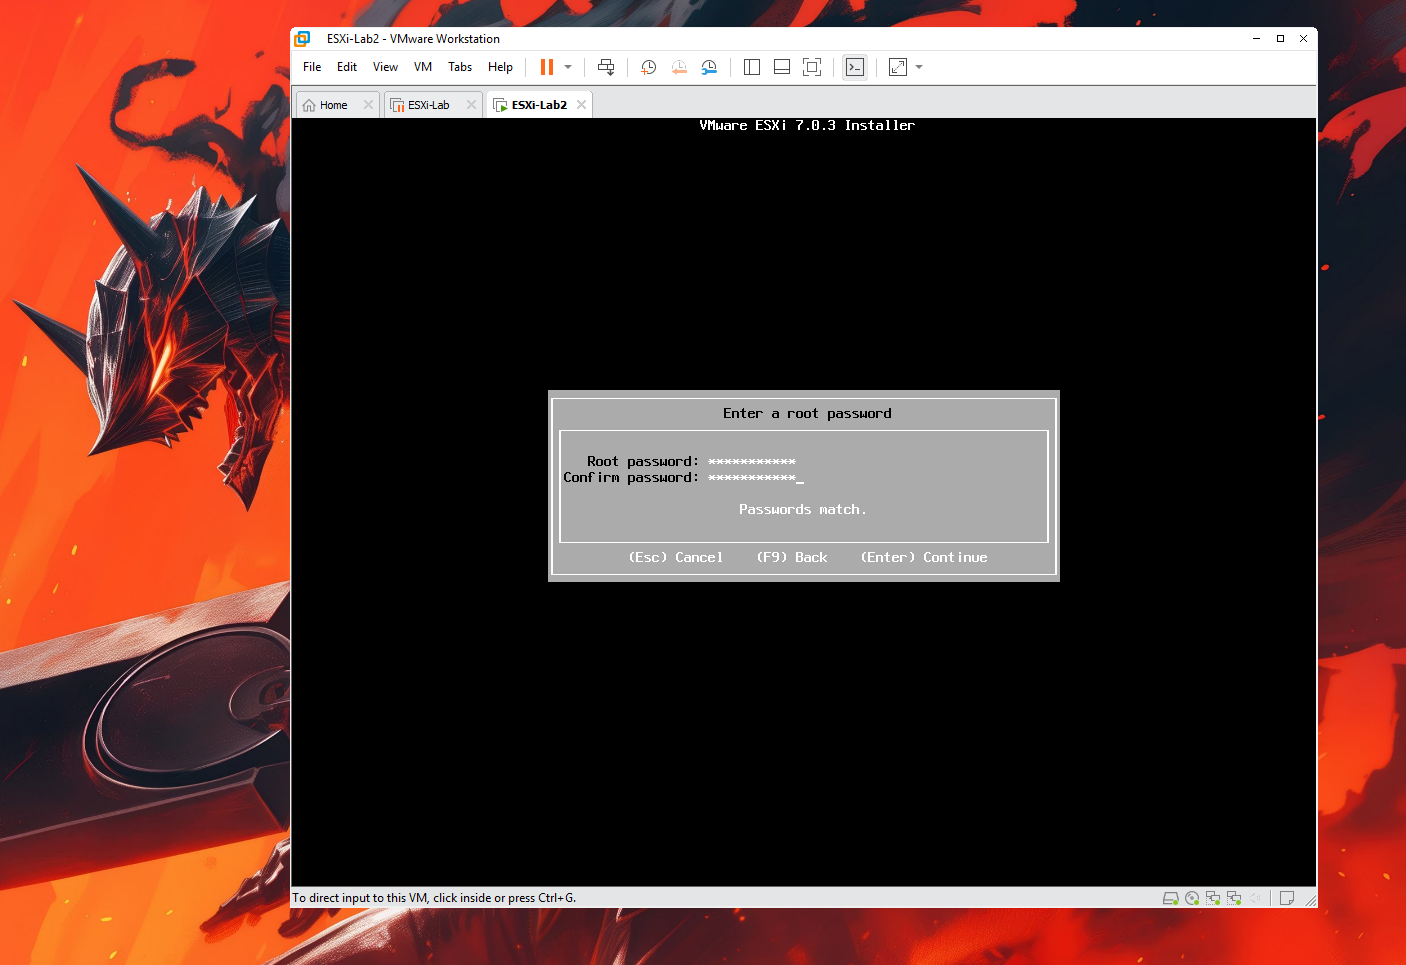 ESXi-Lab2 - VMware Workstation
File Edit View VM Tabs Help
Home ESXi-Lab ESXi-Lab2
VMware ESXi 7.0.3 Installer
Enter a root password
Root password: ***********
Confirm password: ***********_
Passwords match.
(Esc) Cancel (F9) Back (Enter) Continue
To direct input to this VM, click inside or press Ctrl+G.